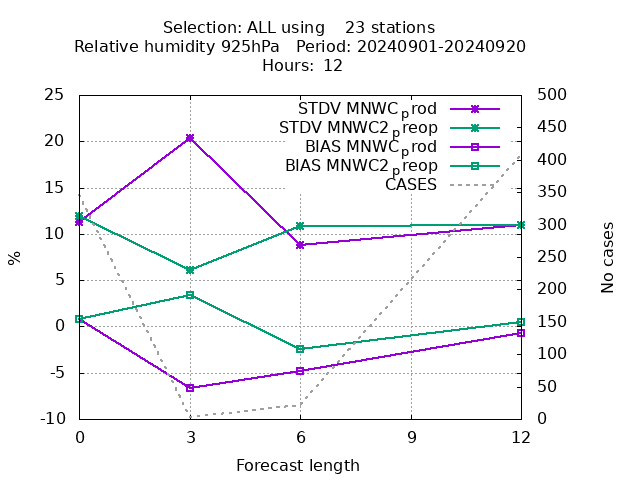 Selection: ALL using    23 stations
Relative humidity 925hPa   Period: 20240901-20240920
Hours: 12
STDV MNWC_prod
STDV MNWC2_preop
BIAS MNWC_prod
BIAS MNWC2_preop
CASES
25
20
15
10
5
0
-5
-10
%
500
450
400
350
300
250
200
150
100
50
0
No cases
0 3 6 9 12
Forecast length